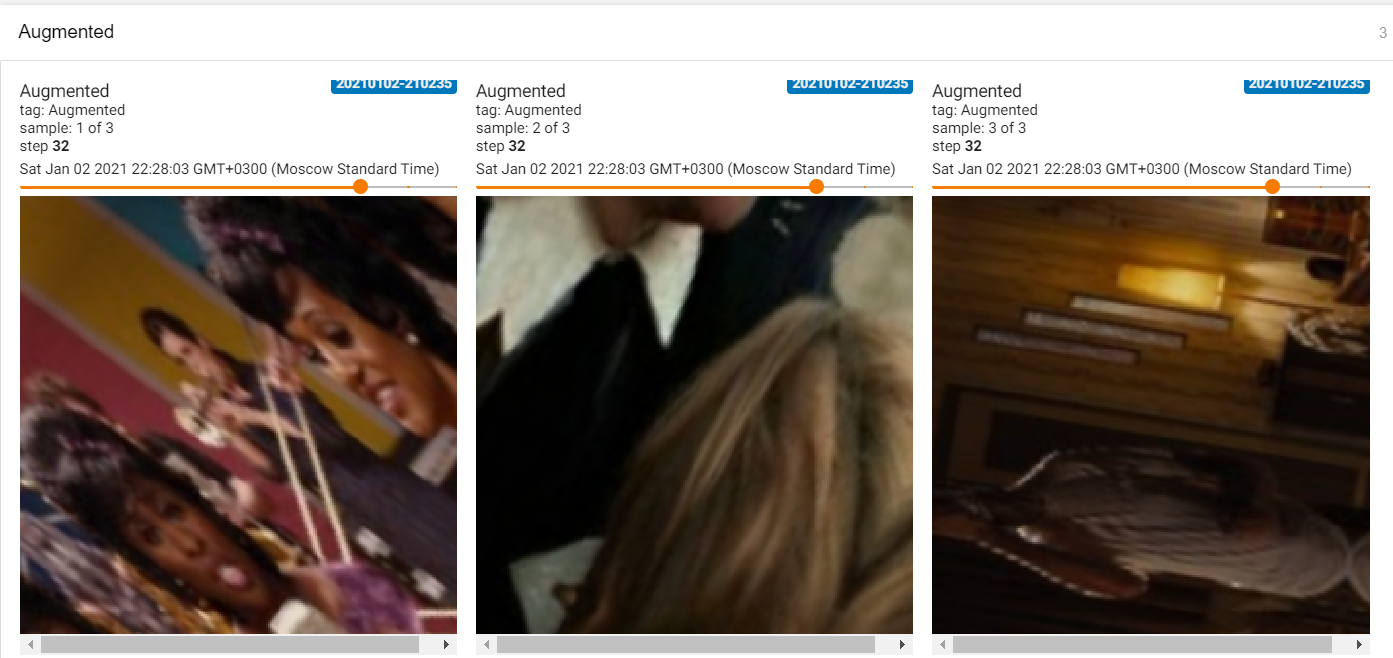 Augmented
3
Augmented
20210102-210235
tag: Augmented
sample: 1 of 3
step 32
Sat Jan 02 2021 22:28:03 GMT+0300 (Moscow Standard Time)
Augmented
20210102-210235
tag: Augmented
sample: 2 of 3
step 32
Sat Jan 02 2021 22:28:03 GMT+0300 (Moscow Standard Time)
Augmented
20210102-210235
tag: Augmented
sample: 3 of 3
step 32
Sat Jan 02 2021 22:28:03 GMT+0300 (Moscow Standard Time)